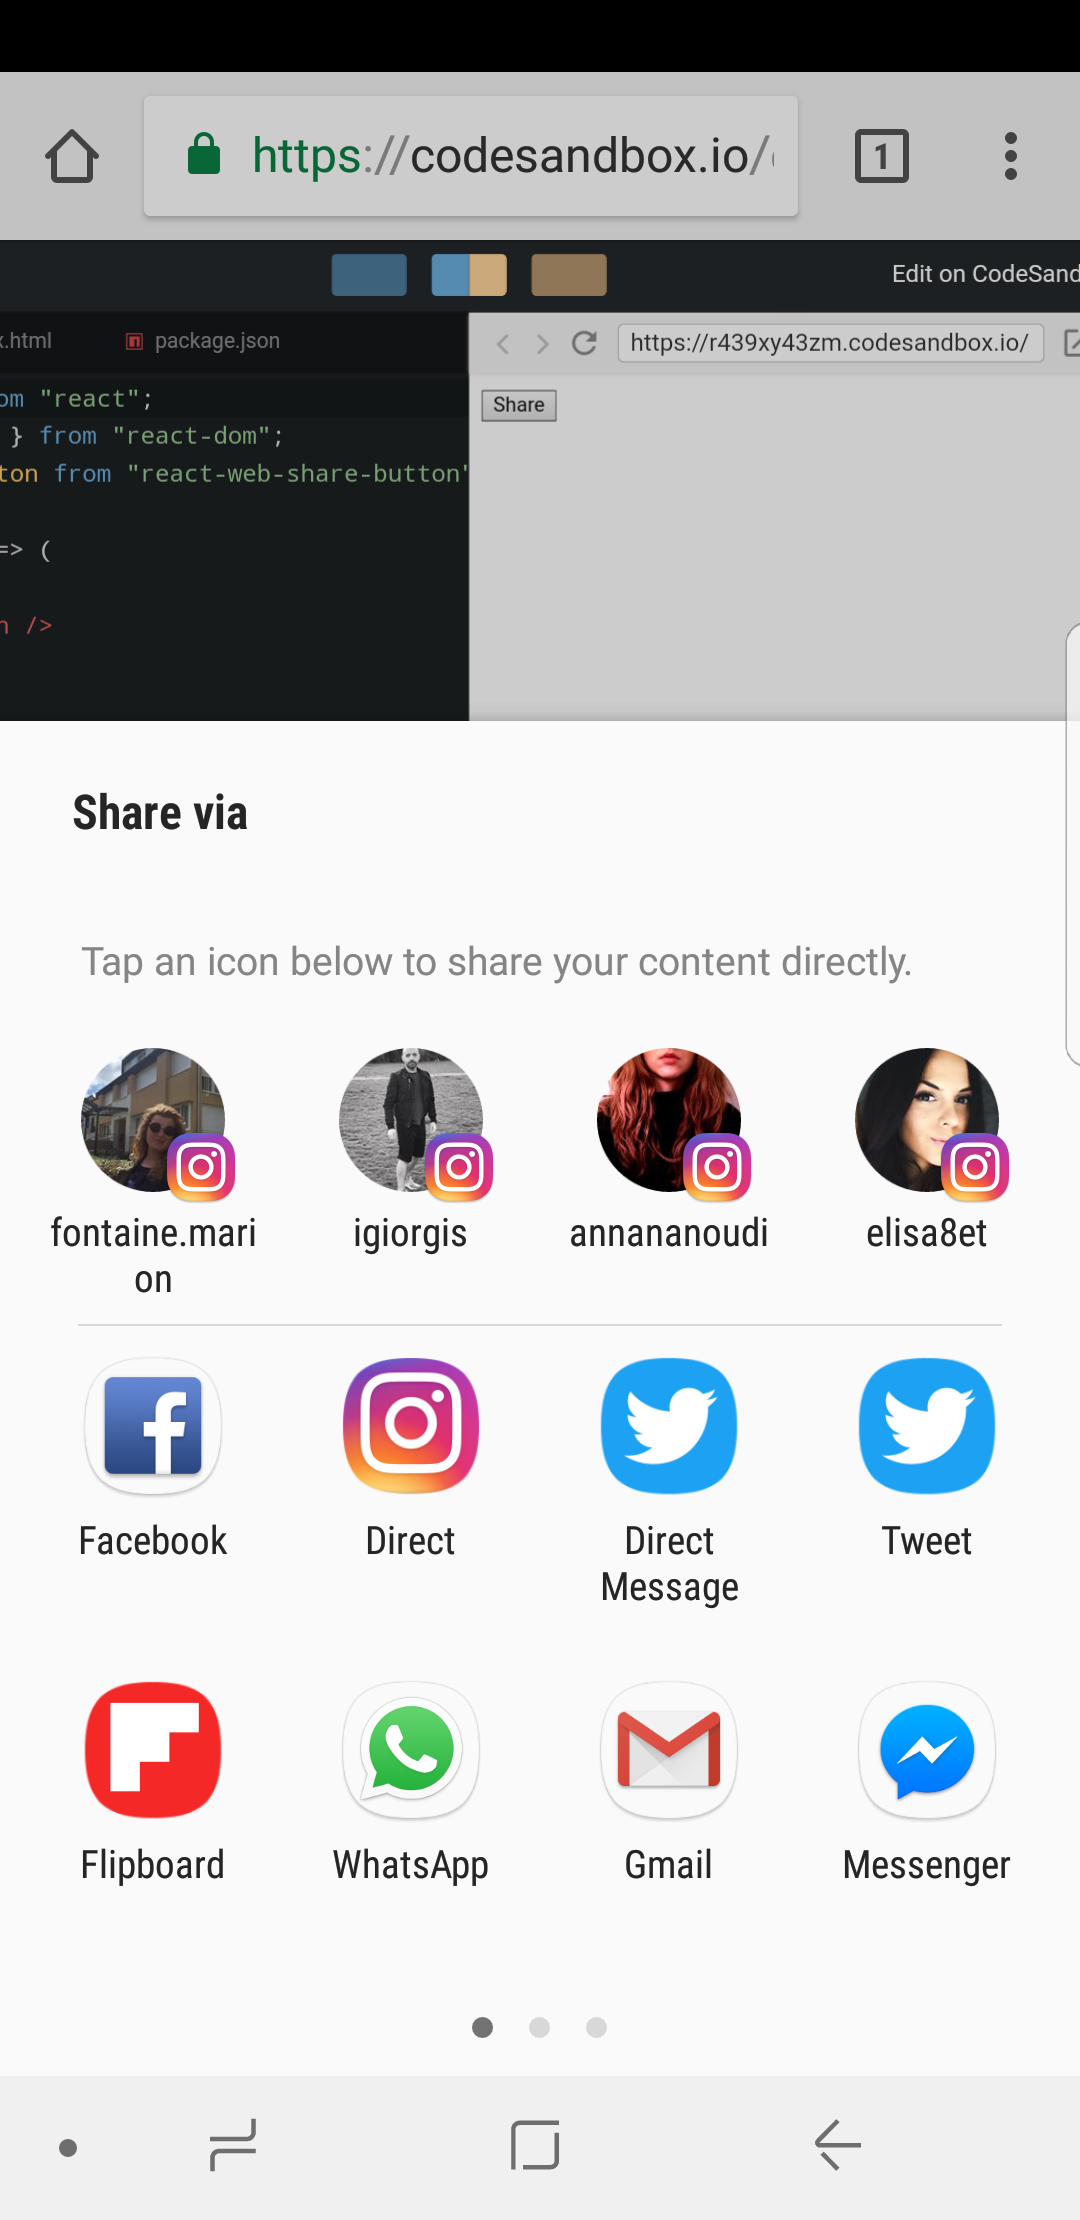 https://codesandbox.io/
1
Edit on CodeSand
x.html
package.json
https://r439xy43zm.codesandbox.io/
om "react";
} from "react-dom";
ton from "react-web-share-button'
=> (
n />
Share
Share via
Tap an icon below to share your content directly.
fontaine.mari
on
igiorgis
annananoudi
elisa8et
Facebook
Direct
Direct
Message
Tweet
Flipboard
WhatsApp
Gmail
Messenger